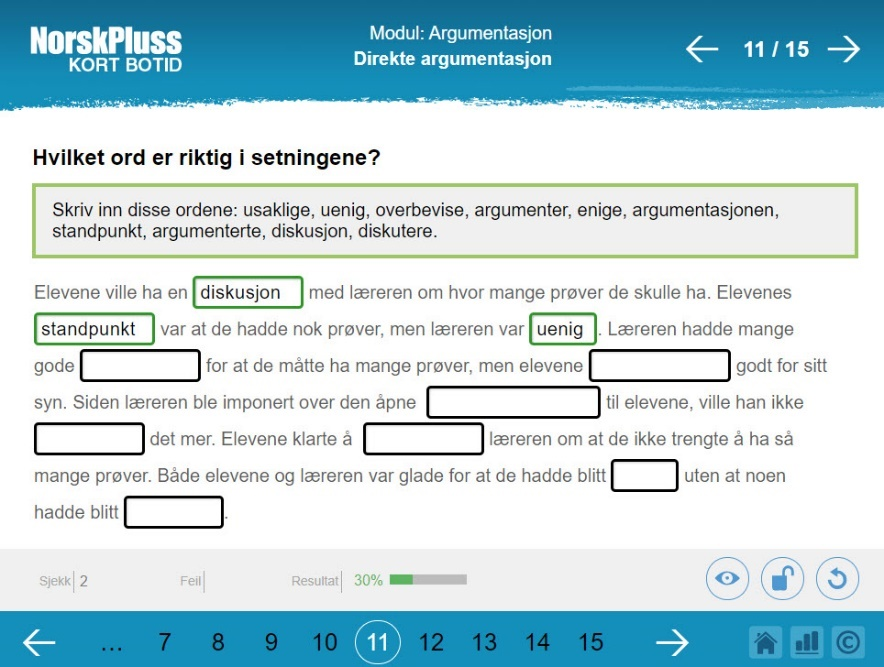 NorskPluss
KORT BOTID
Modul: Argumentasjon
Direkte argumentasjon
11 / 15
Hvilket ord er riktig i setningene?
Skriv inn disse ordene: usaklige, uenig, overbevise, argumenter, enige, argumentasjonen,
standpunkt, argumenterte, diskusjon, diskutere.
Elevene ville ha en diskusjon med læreren om hvor mange prøver de skulle ha. Elevenes
standpunkt var at de hadde nok prøver, men læreren var uenig . Læreren hadde mange
gode for at de måtte ha mange prøver, men elevene godt for sitt
syn. Siden læreren ble imponert over den åpne til elevene, ville han ikke
det mer. Elevene klarte å læreren om at de ikke trengte å ha så
mange prøver. Både elevene og læreren var glade for at de hadde blitt uten at noen
hadde blitt .
Sjekk 2 Feil Resultat 30%
... 7 8 9 10 11 12 13 14 15
©